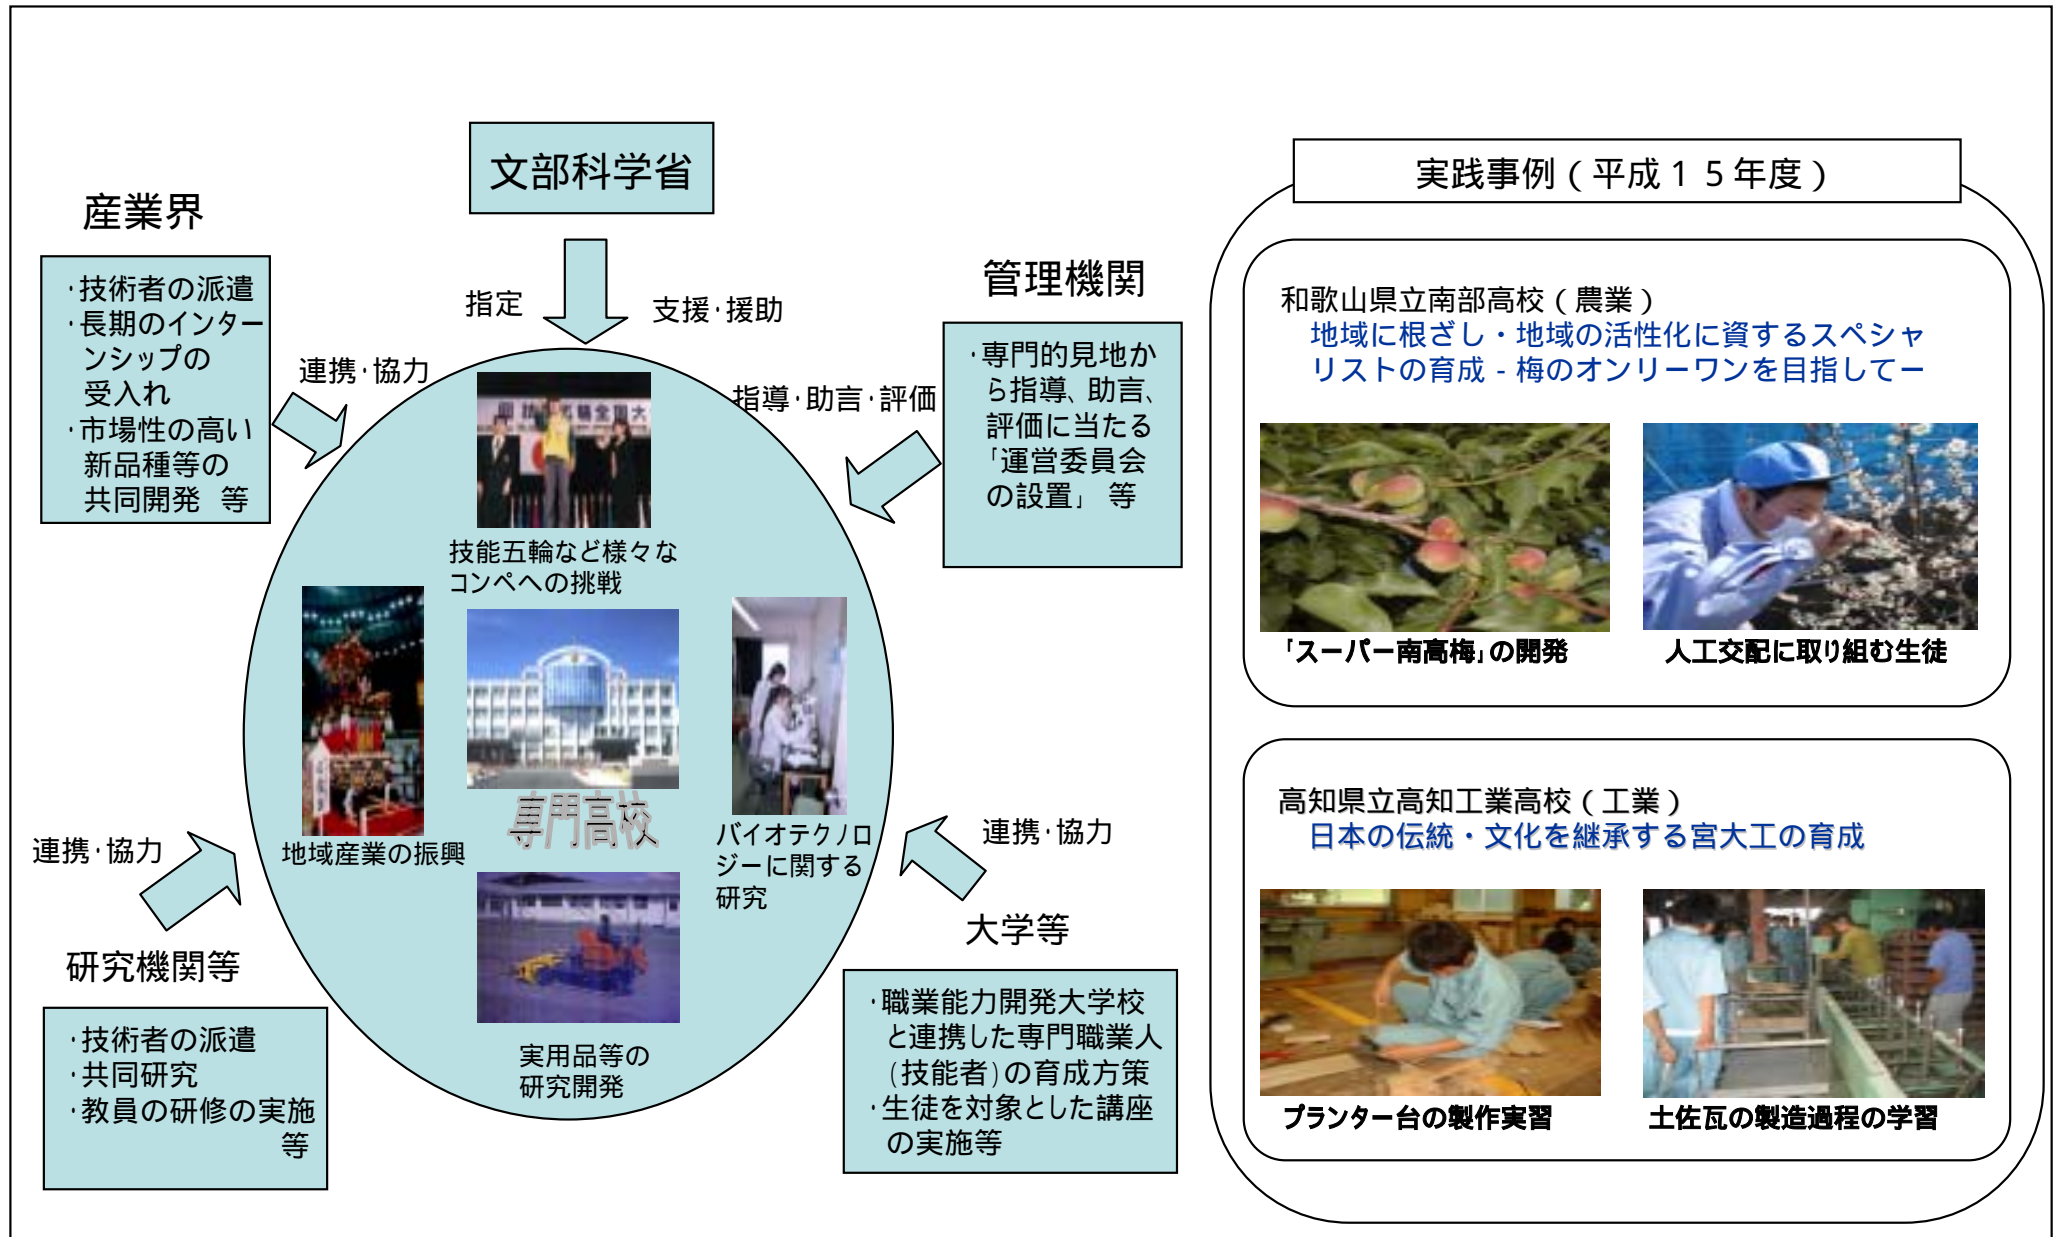 文部科学省
指定
支援・援助
産業界
・技術者の派遣
・長期のインター
ンシップの
受入れ
・市場性の高い
新品種等の
共同開発 等
連携・協力
管理機関
指導・助言・評価
・専門的見地か
ら指導、助言、
評価に当たる
「運営委員会
の設置」 等
技能五輪など様々な
コンペへの挑戦
地域産業の振興
専門高校
バイオテクノロ
ジーに関する
研究
実用品等の
研究開発
連携・協力
研究機関等
・技術者の派遣
・共同研究
・教員の研修の実施
等
連携・協力
大学等
・職業能力開発大学校
と連携した専門職業人
(技能者)の育成方策
・生徒を対象とした講座
の実施等
実践事例(平成15年度)
和歌山県立南部高校(農業)
地域に根ざし・地域の活性化に資するスペシャ
リストの育成-梅のオンリーワンを目指してー
「スーパー南高梅」の開発
人工交配に取り組む生徒
高知県立高知工業高校(工業)
日本の伝統・文化を継承する宮大工の育成
プランター台の製作実習
土佐瓦の製造過程の学習